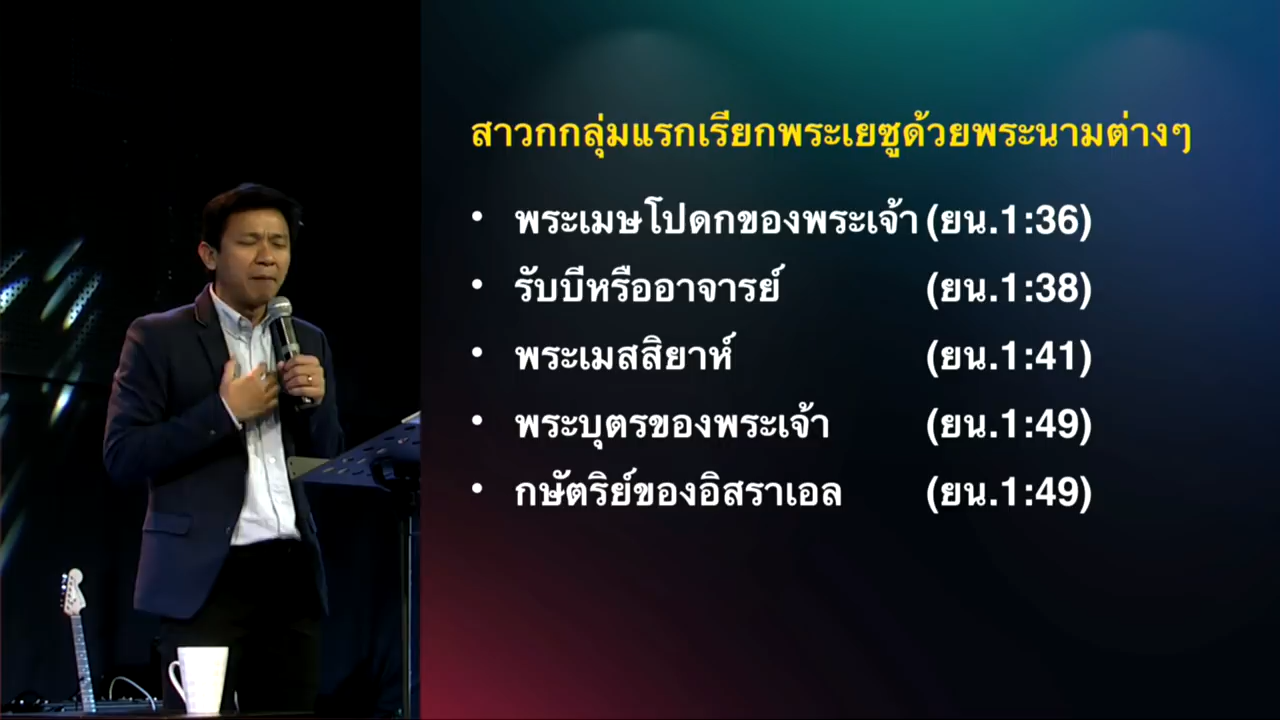 สาวกกลุ่มแรกเรียกพระเยซูด้วยพระนามต่างๆ
• พระเมษโปดกของพระเจ้า (ยน.1:36)
• รับบีหรืออาจารย์ (ยน.1:38)
• พระเมสสิยาห์ (ยน.1:41)
• พระบุตรของพระเจ้า (ยน.1:49)
• กษัตริย์ของอิสราเอล (ยน.1:49)